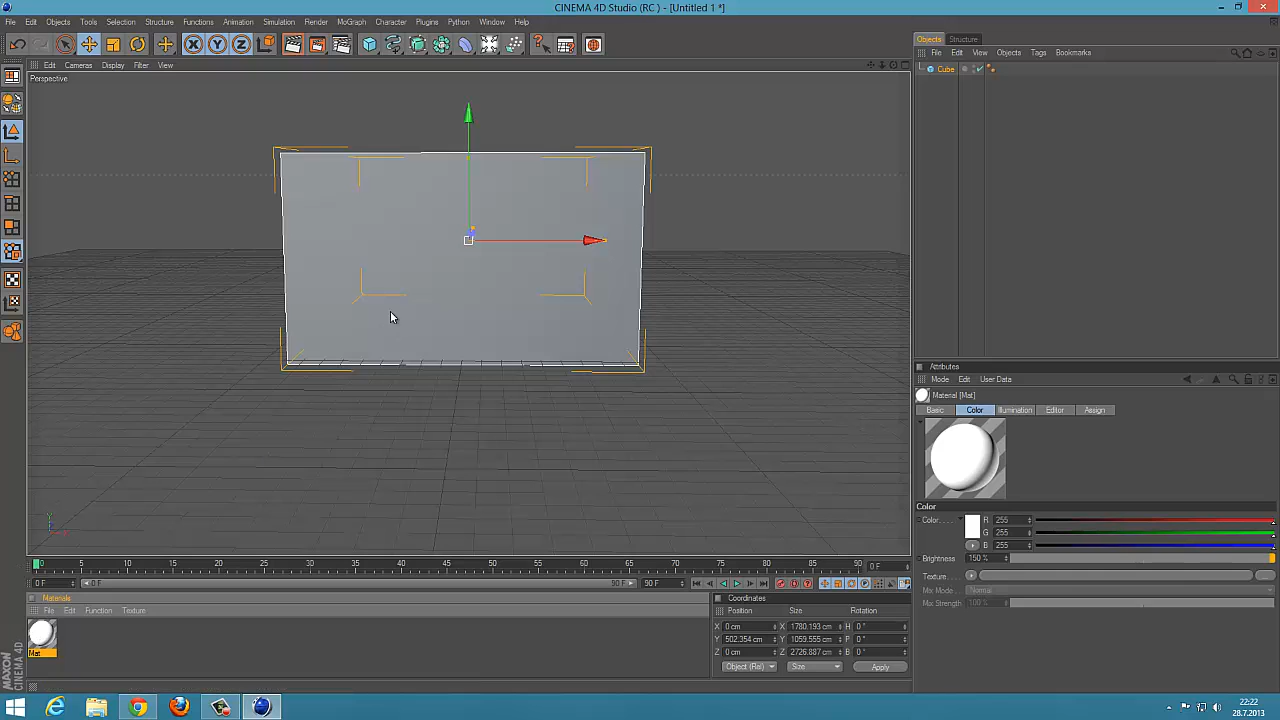 CINEMA 4D Studio (RC ) - [Untitled 1 *]
File Edit Objects Tools Selection Structure Functions Animation Simulation Render MoGraph Character Plugins Python Window Help
Objects Structure
File Edit View Objects Tags Bookmarks
Edit Cameras Display Filter View
Cube
Perspective
Attributes
Mode Edit User Data
Material [Mat]
Basic Color Illumination Editor Assign
Color
Color. . . . R 255
G 255
B 255
Brightness 150 %
Texture. . . . .
Mix Mode. Normal
Mix Strength 100 %
0 5 10 15 20 25 30 35 40 45 50 55 60 65 70 75 80 85 90 0 F
0 F 0 F 90 F 90 F
Materials
File Edit Function Texture
Mat
Coordinates
Position Size Rotation
X 0 cm X 1780.193 cm H 0 °
Y 502.354 cm Y 1059.555 cm P 0 °
Z 0 cm Z 2726.887 cm B 0 °
Object (Rel) Size Apply
MAXON
CINEMA 4D
22:22
28.7.2013